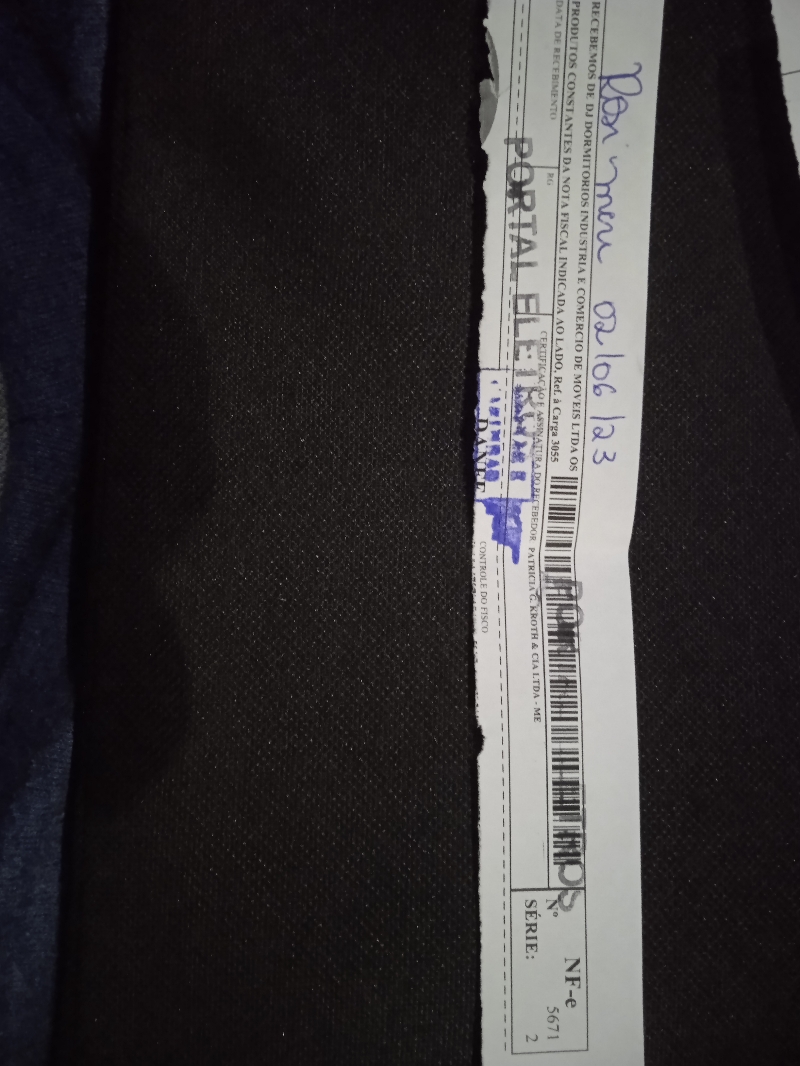 Rosimeri 02/06/23
RECEBEMOS DE DJ DORMITORIOS INDUSTRIA E COMERCIO DE MOVEIS LTDA OS
PRODUTOS CONSTANTES DA NOTA FISCAL INDICADA AO LADO, Ref. à Carga 3055
DATA DE RECEBIMENTO
RG
CERTIFICAÇÃO E ASSINATURA DO RECEBEDOR PATRICIA G. KROTH & CIA LTDA - ME
NF-e
Nº 5671
SÉRIE: 2
PORTAL
DANFE
CONTROLE DO FISCO